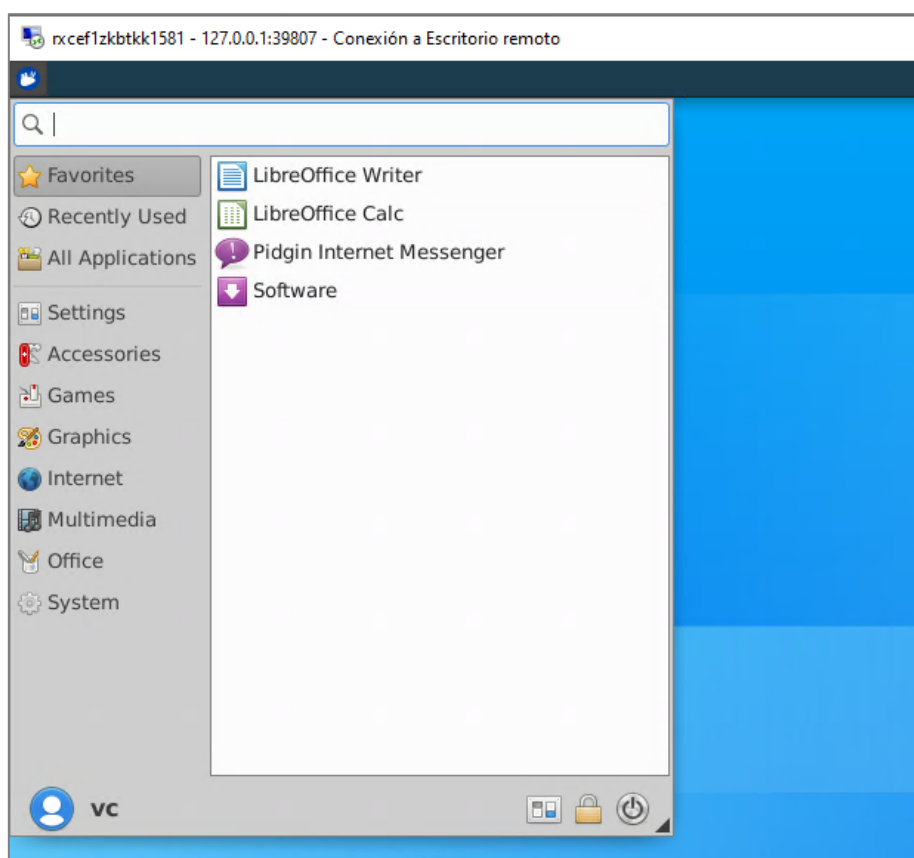 rxcef1zkbtkk1581 - 127.0.0.1:39807 - Conexión a Escritorio remoto
Favorites
Recently Used
All Applications
Settings
Accessories
Games
Graphics
Internet
Multimedia
Office
System
LibreOffice Writer
LibreOffice Calc
Pidgin Internet Messenger
Software
vc